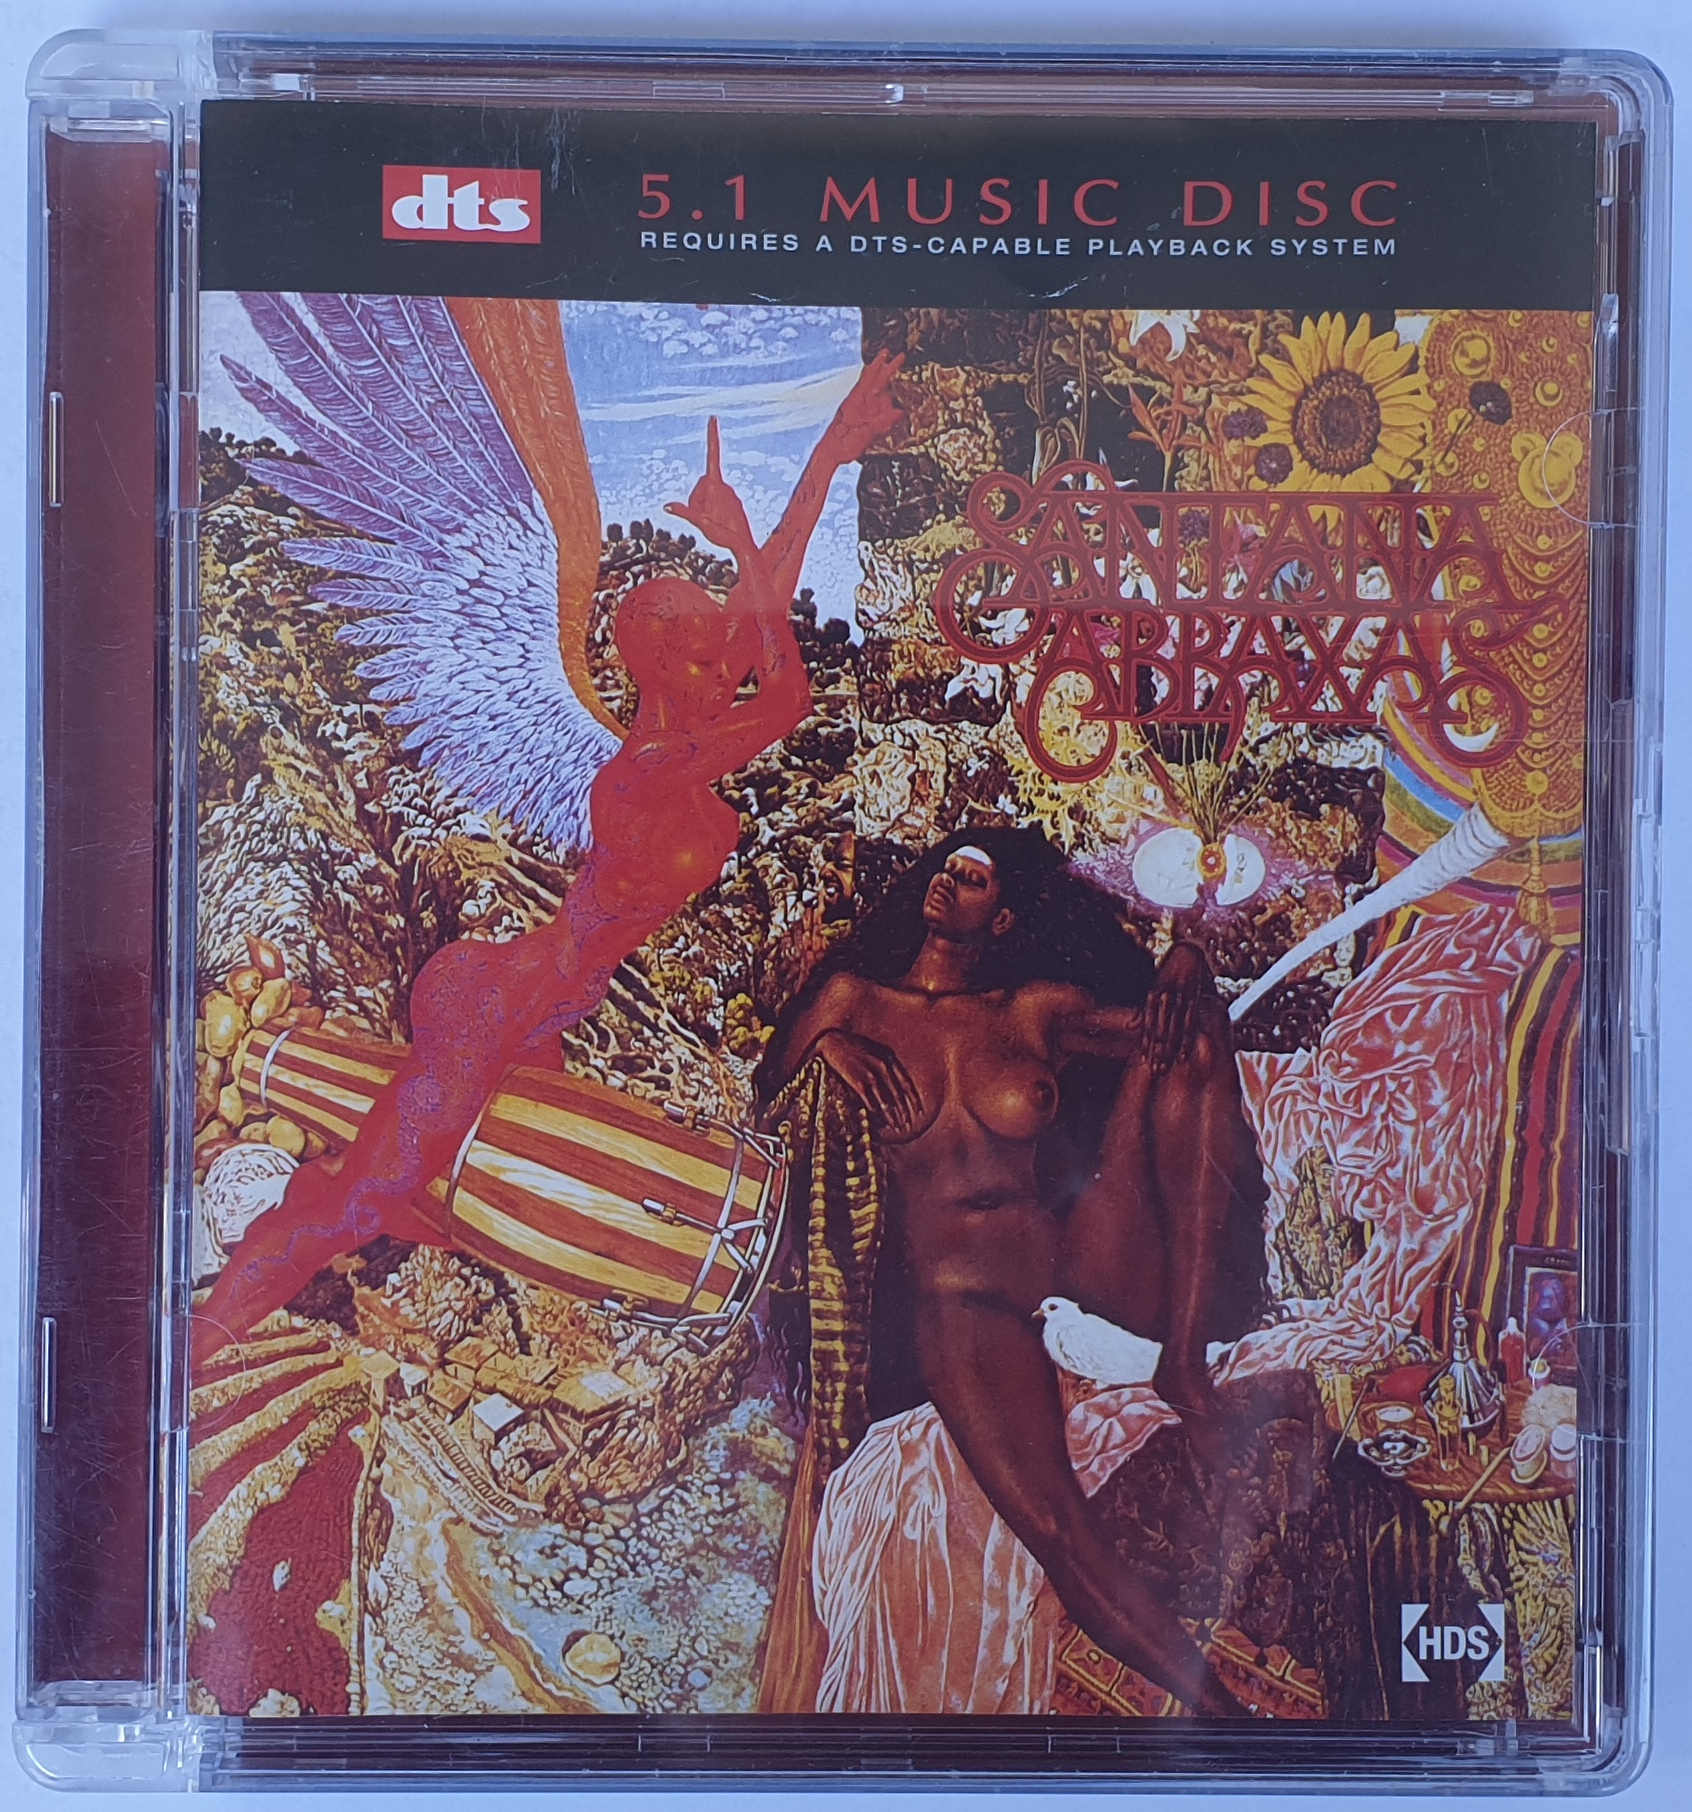 dts
5.1 MUSIC DISC
REQUIRES A DTS-CAPABLE PLAYBACK SYSTEM
SANTANA
ABRAXAS
HDS